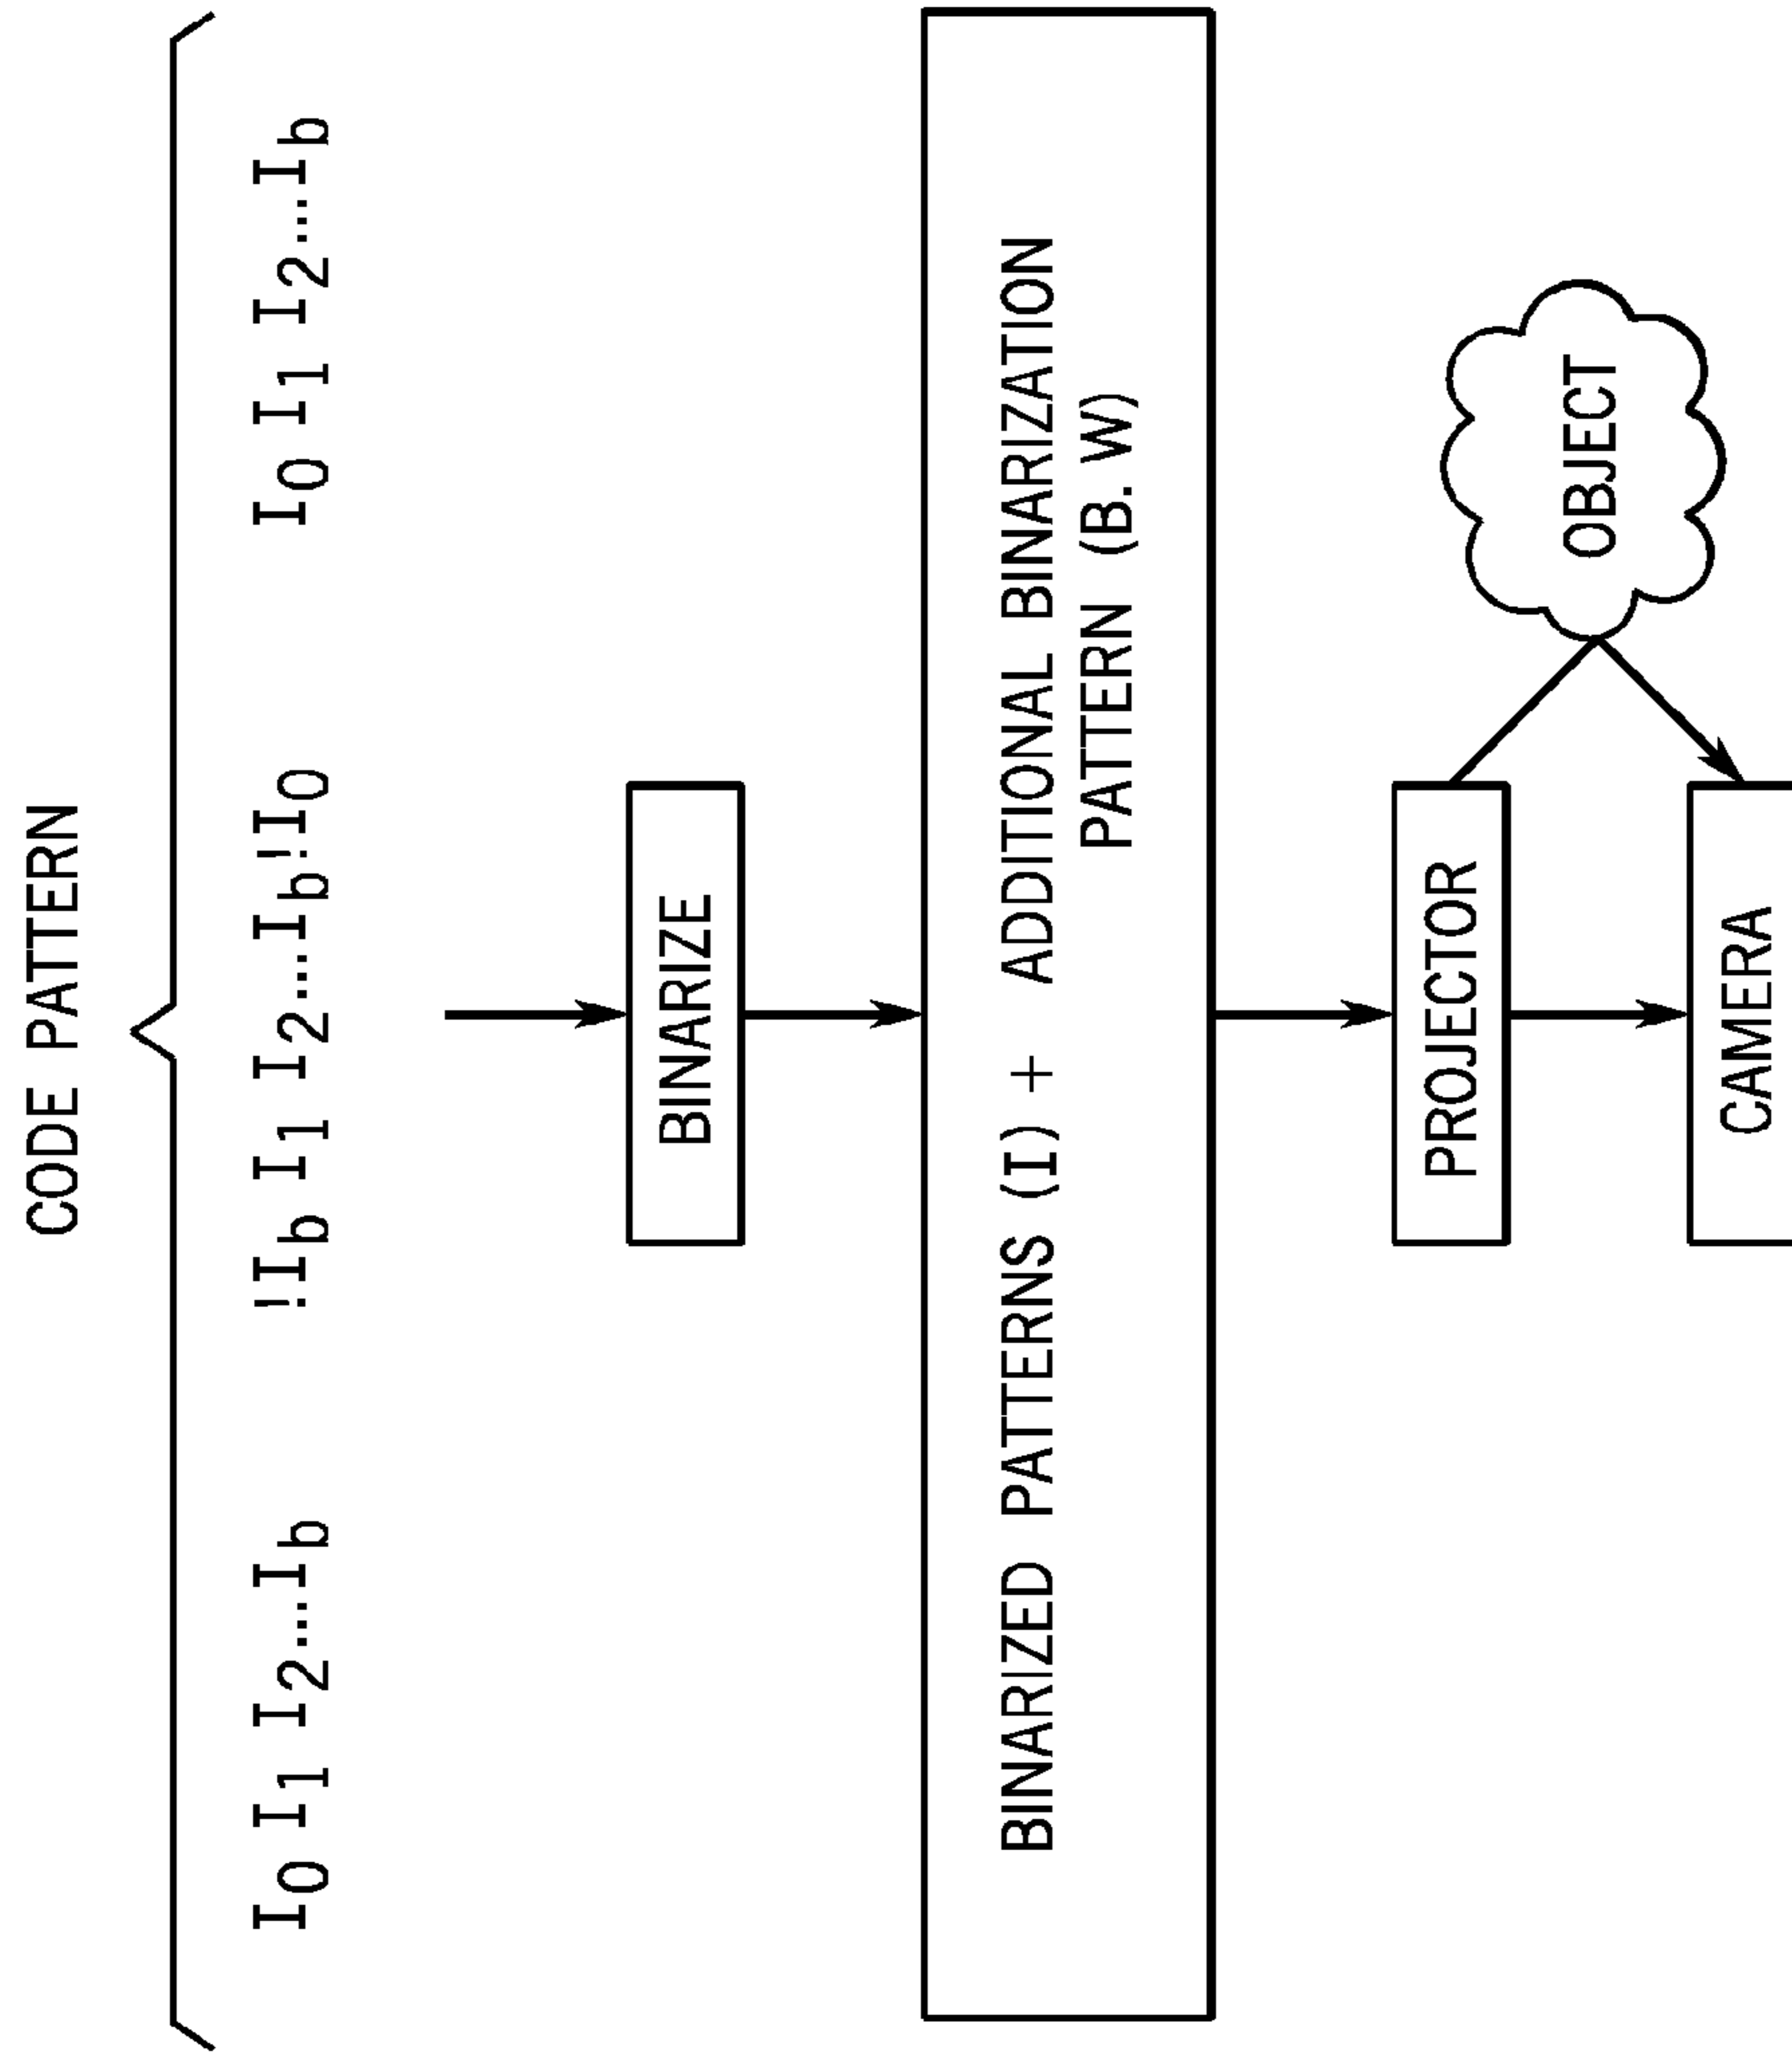 CODE PATTERN
I0 I1 I2...Ib !Ib I1 I2...Ib!I0 I0 I1 I2...Ib
BINARIZE
BINARIZED PATTERNS (I) + ADDITIONAL BINARIZATION
PATTERN (B. W)
OBJECT
PROJECTOR
CAMERA